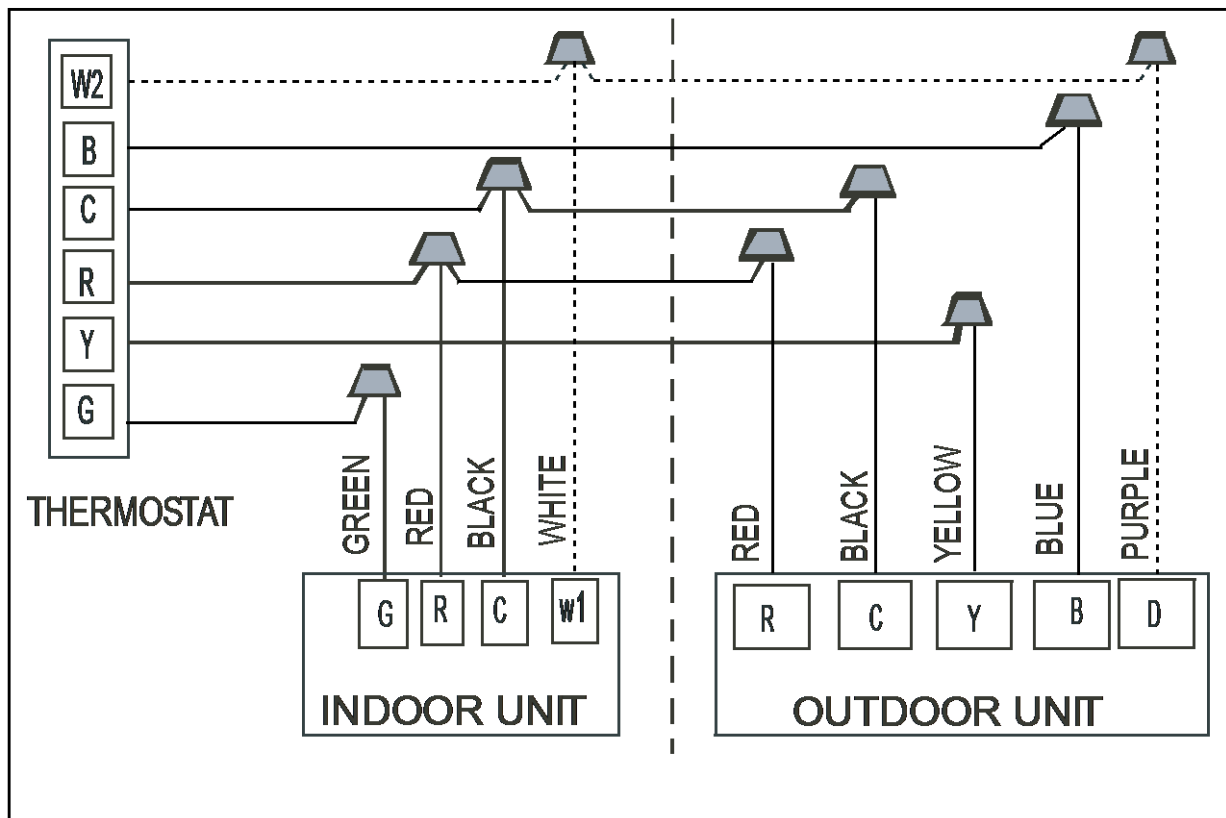 W2
B
C
R
Y
G
THERMOSTAT
GREEN
RED
BLACK
WHITE
RED
BLACK
YELLOW
BLUE
PURPLE
G
R
C
W1
R
C
Y
B
D
INDOOR UNIT
OUTDOOR UNIT